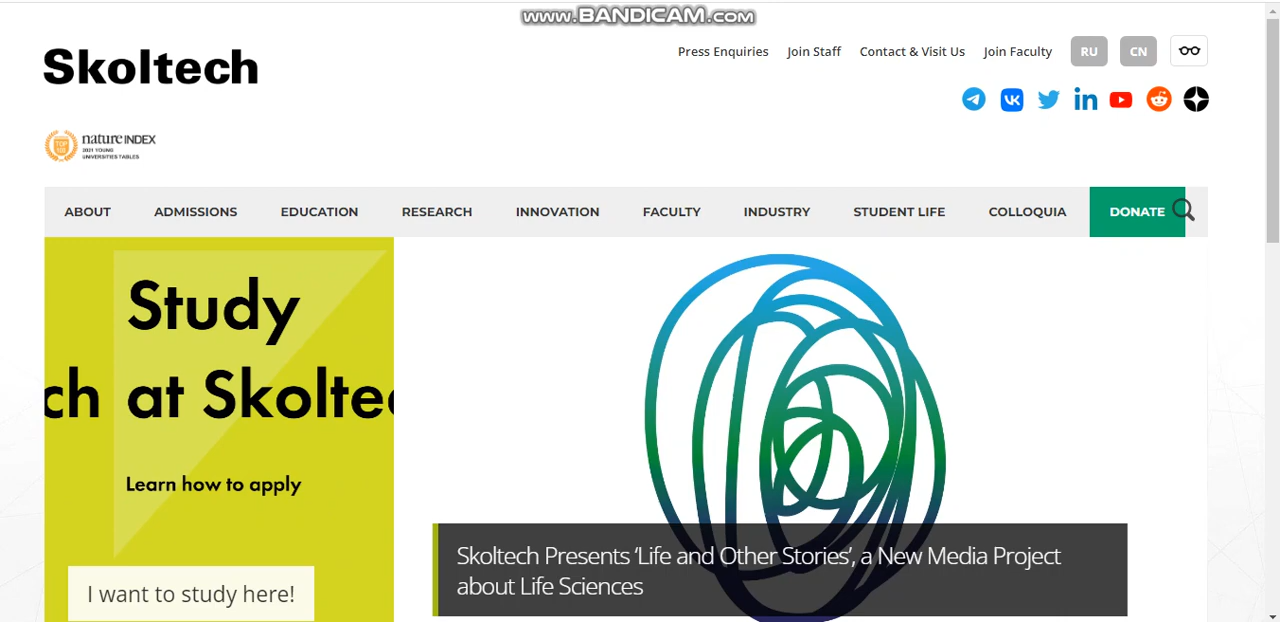 www.BANDICAM.com
Skoltech
Press Enquiries Join Staff Contact & Visit Us Join Faculty RU CN
nature INDEX
TOP
2021 YOUNG
UNIVERSITIES TABLES
ABOUT ADMISSIONS EDUCATION RESEARCH INNOVATION FACULTY INDUSTRY STUDENT LIFE COLLOQUIA DONATE
Study
ch at Skolte
Learn how to apply
I want to study here!
Skoltech Presents ‘Life and Other Stories’, a New Media Project
about Life Sciences